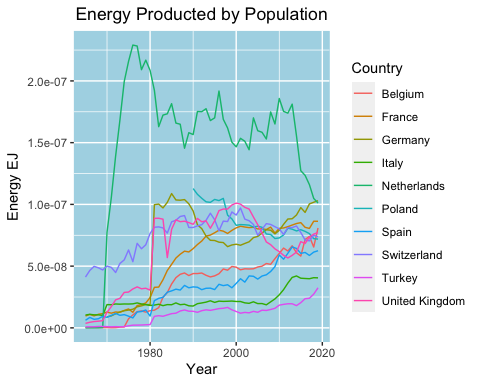 Energy Producted by Population
Energy EJ
2.0e-07
1.5e-07
1.0e-07
5.0e-08
0.0e+00
1980
2000
2020
Year
Country
Belgium
France
Germany
Italy
Netherlands
Poland
Spain
Switzerland
Turkey
United Kingdom